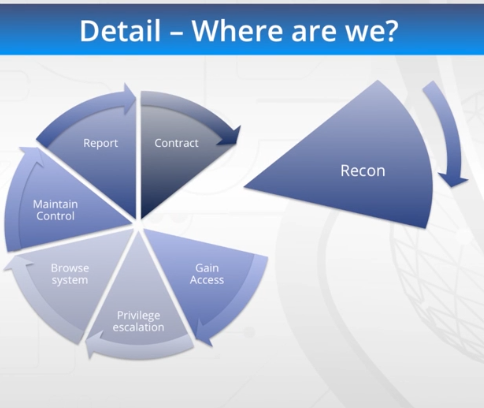 Detail – Where are we?
Report
Contract
Recon
Maintain
Control
Browse
system
Gain
Access
Privilege
escalation